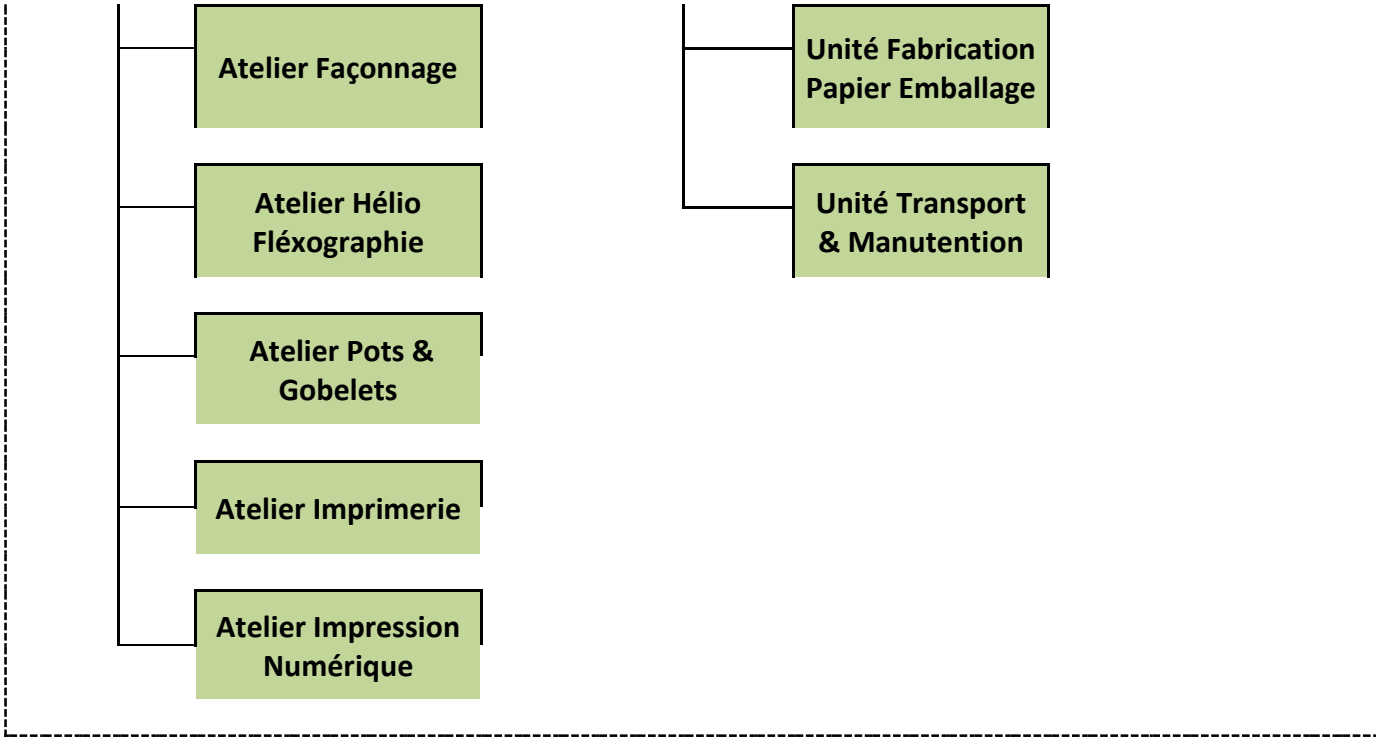 Atelier Façonnage
Atelier Hélio
Fléxographie
Atelier Pots &
Gobelets
Atelier Imprimerie
Atelier Impression
Numérique
Unité Fabrication
Papier Emballage
Unité Transport
& Manutention